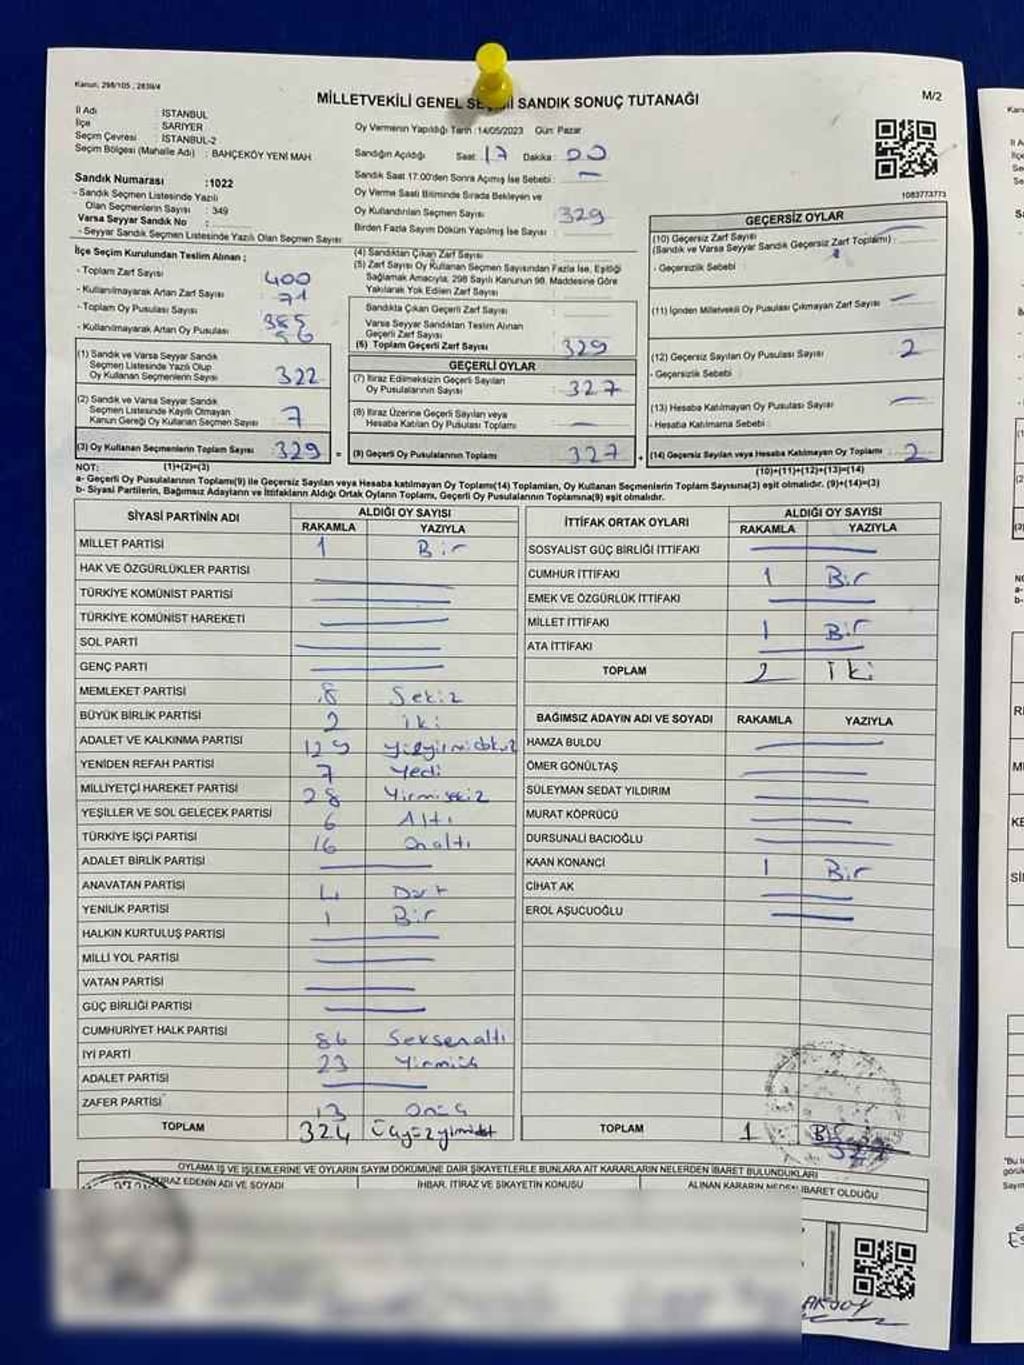 Kanun; 298/105 ; 2839/4
MİLLETVEKİLİ GENEL SEÇİMİ SANDIK SONUÇ TUTANAĞI
M/2
İl Adı : İSTANBUL
İlçe : SARIYER
Seçim Çevresi : İSTANBUL-2
Seçim Bölgesi (Mahalle Adı) : BAHÇEKÖY YENİ MAH
Sandık Numarası :1022
- Sandık Seçmen Listesinde Yazılı
Olan Seçmenlerin Sayısı : 349
Varsa Seyyar Sandık No :
- Seyyar Sandık Seçmen Listesinde Yazılı Olan Seçmen Sayısı:
Oy Vermenin Yapıldığı Tarih :14/05/2023 Gün: Pazar
Sandığın Açıldığı Saat: 17 Dakika: 00
Sandık Saat 17:00'den Sonra Açılmış İse Sebebi : -
Oy Verme Saati Bitiminde Sırada Bekleyen ve
Oy Kullandırılan Seçmen Sayısı : 329
Birden Fazla Sayım Döküm Yapılmış İse Sayısı :
1083773773
İlçe Seçim Kurulundan Teslim Alınan ;
- Toplam Zarf Sayısı : 400
- Kullanılmayarak Artan Zarf Sayısı : 71
- Toplam Oy Pusulası Sayısı : 385
- Kullanılmayarak Artan Oy Pusulası : 56
(1) Sandık ve Varsa Seyyar Sandık
Seçmen Listesinde Yazılı Olup
Oy Kullanan Seçmenlerin Sayısı : 322
(2) Sandık ve Varsa Seyyar Sandık
Seçmen Listesinde Kayıtlı Olmayan
Kanun Gereği Oy Kullanan Seçmen Sayısı : 7
(3) Oy Kullanan Seçmenlerin Toplam Sayısı : 329 =
(4) Sandıktan Çıkan Zarf Sayısı :
(5) Zarf Sayısı Oy Kullanan Seçmen Sayısından Fazla İse, Eşitliği
Sağlamak Amacıyla, 298 Sayılı Kanunun 98. Maddesine Göre
Yakılarak Yok Edilen Zarf Sayısı :
Sandıkta Çıkan Geçerli Zarf Sayısı :
Varsa Seyyar Sandıktan Teslim Alınan
Geçerli Zarf Sayısı :
(6) Toplam Geçerli Zarf Sayısı : 329
GEÇERLİ OYLAR
(7) İtiraz Edilmeksizin Geçerli Sayılan
Oy Pusulalarının Sayısı : 327
(8) İtiraz Üzerine Geçerli Sayılan veya
Hesaba Katılan Oy Pusulası Toplamı : -
(9) Geçerli Oy Pusulalarının Toplamı : 327 +
GEÇERSİZ OYLAR
(10) Geçersiz Zarf Sayısı
(Sandık ve Varsa Seyyar Sandık Geçersiz Zarf Toplamı) :
- Geçersizlik Sebebi :
(11) İçinden Milletvekili Oy Pusulası Çıkmayan Zarf Sayısı : -
(12) Geçersiz Sayılan Oy Pusulası Sayısı : 2
- Geçersizlik Sebebi :
(13) Hesaba Katılmayan Oy Pusulası Sayısı : -
- Hesaba Katılmama Sebebi :
(14) Geçersiz Sayılan veya Hesaba Katılmayan Oy Toplamı : 2
NOT: (1)+(2)=(3)
(10)+(11)+(12)+(13)=(14)
a- Geçerli Oy Pusulalarının Toplamı(9) ile Geçersiz Sayılan veya Hesaba katılmayan Oy Toplamı(14) Toplamları, Oy Kullanan Seçmenlerin Toplam Sayısına(3) eşit olmalıdır. (9)+(14)=(3)
b- Siyasi Partilerin, Bağımsız Adayların ve İttifakların Aldığı Ortak Oyların Toplamı, Geçerli Oy Pusulalarının Toplamına(9) eşit olmalıdır.
SİYASİ PARTİNİN ADI ALDIĞI OY SAYISI
RAKAMLA YAZIYLA
MİLLET PARTİSİ 1 Bir
HAK VE ÖZGÜRLÜKLER PARTİSİ
TÜRKİYE KOMÜNİST PARTİSİ
TÜRKİYE KOMÜNİST HAREKETİ
SOL PARTİ
GENÇ PARTİ
MEMLEKET PARTİSİ 8 Sekiz
BÜYÜK BİRLİK PARTİSİ 2 iki
ADALET VE KALKINMA PARTİSİ 129 yüzyirmidokuz
YENİDEN REFAH PARTİSİ 7 Yedi
MİLLİYETÇİ HAREKET PARTİSİ 28 Yirmisekiz
YEŞİLLER VE SOL GELECEK PARTİSİ 6 Altı
TÜRKİYE İŞÇİ PARTİSİ 16 Onaltı
ADALET BİRLİK PARTİSİ
ANAVATAN PARTİSİ 4 Dört
YENİLİK PARTİSİ 1 Bir
HALKIN KURTULUŞ PARTİSİ
MİLLİ YOL PARTİSİ
VATAN PARTİSİ
GÜÇ BİRLİĞİ PARTİSİ
CUMHURİYET HALK PARTİSİ 86 Seksenaltı
İYİ PARTİ 23 Yirmiüç
ADALET PARTİSİ
ZAFER PARTİSİ 13 Onüç
TOPLAM 324 üçyüzyirmidört
İTTİFAK ORTAK OYLARI ALDIĞI OY SAYISI
RAKAMLA YAZIYLA
SOSYALİST GÜÇ BİRLİĞİ İTTİFAKI
CUMHUR İTTİFAKI 1 Bir
EMEK VE ÖZGÜRLÜK İTTİFAKI
MİLLET İTTİFAKI 1 Bir
ATA İTTİFAKI
TOPLAM 2 İki
BAĞIMSIZ ADAYIN ADI VE SOYADI RAKAMLA YAZIYLA
HAMZA BULDU
ÖMER GÖNÜLTAŞ
SÜLEYMAN SEDAT YILDIRIM
MURAT KÖPRÜCÜ
DURSUNALİ BACIOĞLU
KAAN KONANCI 1 Bir
CİHAT AK
EROL AŞUCUOĞLU
TOPLAM 1 Bir
327
OYLAMA İŞ VE İŞLEMLERİNE VE OYLARIN SAYIM DÖKÜMÜNE DAİR ŞİKAYETLERLE BUNLARA AİT KARARLARIN NELERDEN İBARET BULUNDUKLARI
İTİRAZ EDENİN ADI VE SOYADI İHBAR, İTİRAZ VE ŞİKAYETİN KONUSU ALINAN KARARIN NEDEN İBARET OLDUĞU
AKSOY